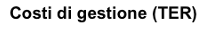 Costi di gestione (TER)